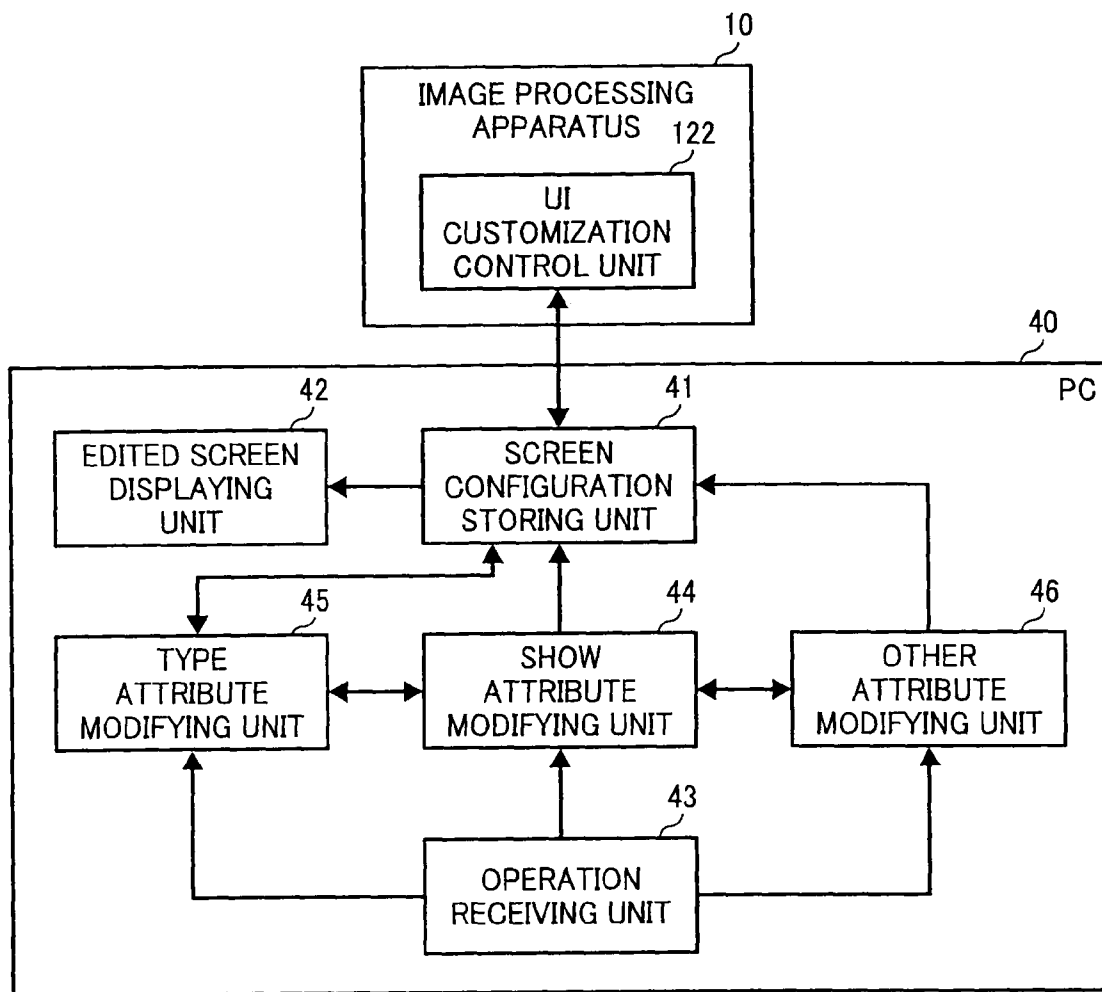 10
IMAGE PROCESSING
APPARATUS
122
UI
CUSTOMIZATION
CONTROL UNIT
40
PC
42
EDITED SCREEN
DISPLAYING
UNIT
41
SCREEN
CONFIGURATION
STORING UNIT
45
TYPE
ATTRIBUTE
MODIFYING UNIT
44
SHOW
ATTRIBUTE
MODIFYING UNIT
46
OTHER
ATTRIBUTE
MODIFYING UNIT
43
OPERATION
RECEIVING UNIT